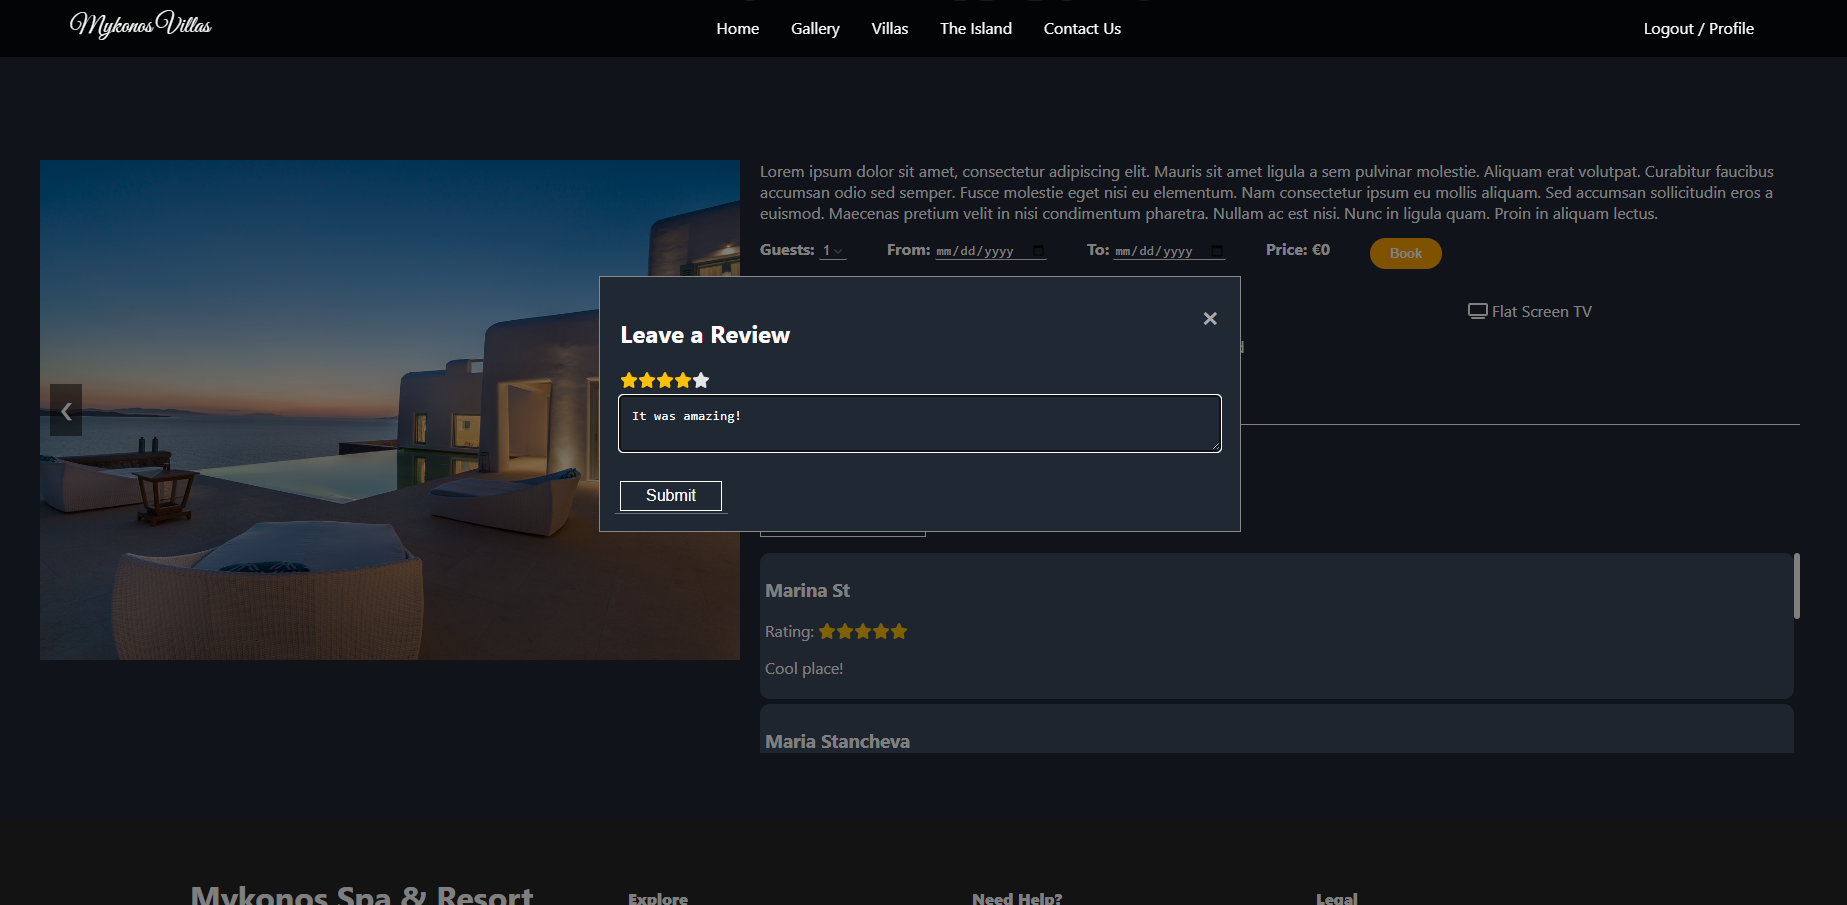 Mykonos Villas
Home Gallery Villas The Island Contact Us
Logout / Profile
Lorem ipsum dolor sit amet, consectetur adipiscing elit. Mauris sit amet ligula a sem pulvinar molestie. Aliquam erat volutpat. Curabitur faucibus
accumsan odio sed semper. Fusce molestie eget nisi eu elementum. Nam consectetur ipsum eu mollis aliquam. Sed accumsan sollicitudin eros a
euismod. Maecenas pretium velit in nisi condimentum pharetra. Nullam ac est nisi. Nunc in ligula quam. Proin in aliquam lectus.
Guests: 1 From: mm/dd/yyyy To: mm/dd/yyyy Price: €0 Book
Flat Screen TV
Leave a Review
It was amazing!
Submit
Marina St
Rating:
Cool place!
Maria Stancheva
Mykonos Spa & Resort
Explore
Need Help?
Legal